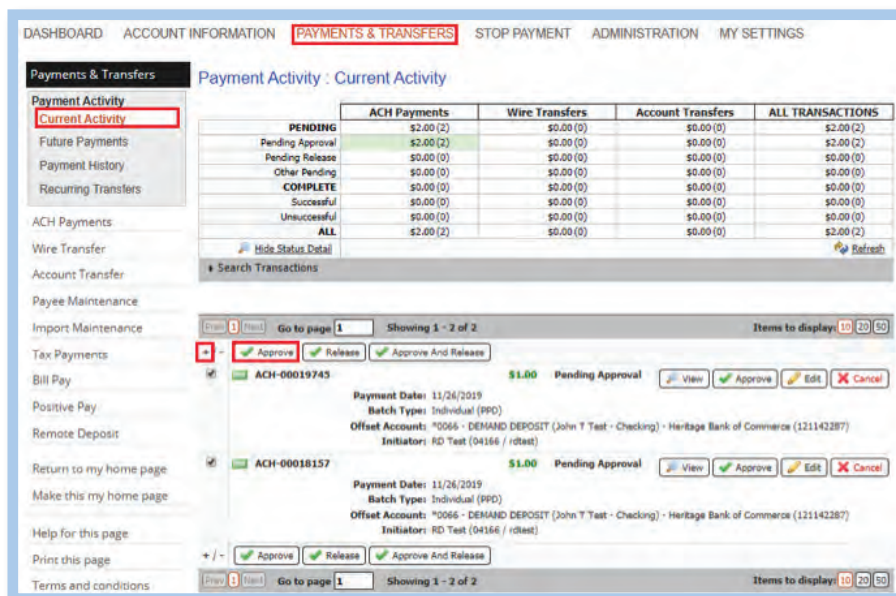 DASHBOARD ACCOUNT INFORMATION PAYMENTS & TRANSFERS STOP PAYMENT ADMINISTRATION MY SETTINGS
Payments & Transfers
Payment Activity
Current Activity
Future Payments
Payment History
Recurring Transfers
ACH Payments
Wire Transfer
Account Transfer
Payee Maintenance
Import Maintenance
Tax Payments
Bill Pay
Positive Pay
Remote Deposit
Return to my home page
Make this my home page
Help for this page
Print this page
Terms and conditions
Payment Activity : Current Activity
ACH Payments Wire Transfers Account Transfers ALL TRANSACTIONS
PENDING $2.00 (2) $0.00 (0) $0.00 (0) $2.00 (2)
Pending Approval $2.00 (2) $0.00 (0) $0.00 (0) $2.00 (2)
Pending Release $0.00 (0) $0.00 (0) $0.00 (0) $0.00 (0)
Other Pending $0.00 (0) $0.00 (0) $0.00 (0) $0.00 (0)
COMPLETE $0.00 (0) $0.00 (0) $0.00 (0) $0.00 (0)
Successful $0.00 (0) $0.00 (0) $0.00 (0) $0.00 (0)
Unsuccessful $0.00 (0) $0.00 (0) $0.00 (0) $0.00 (0)
ALL $2.00 (2) $0.00 (0) $0.00 (0) $2.00 (2)
Hide Status Detail Refresh
Search Transactions
Prev 1 Next Go to page 1 Showing 1 - 2 of 2 Items to display: 10 20 50
+ / - Approve Release Approve And Release
ACH-00019745 $1.00 Pending Approval View Approve Edit Cancel
Payment Date: 11/26/2019
Batch Type: Individual (PPD)
Offset Account: *0066 - DEMAND DEPOSIT (John T Test - Checking) - Heritage Bank of Commerce (121142287)
Initiator: RD Test (04166 / rdtest)
ACH-00018157 $1.00 Pending Approval View Approve Edit Cancel
Payment Date: 11/26/2019
Batch Type: Individual (PPD)
Offset Account: *0066 - DEMAND DEPOSIT (John T Test - Checking) - Heritage Bank of Commerce (121142287)
Initiator: RD Test (04166 / rdtest)
+ / - Approve Release Approve And Release
Prev 1 Next Go to page 1 Showing 1 - 2 of 2 Items to display: 10 20 50